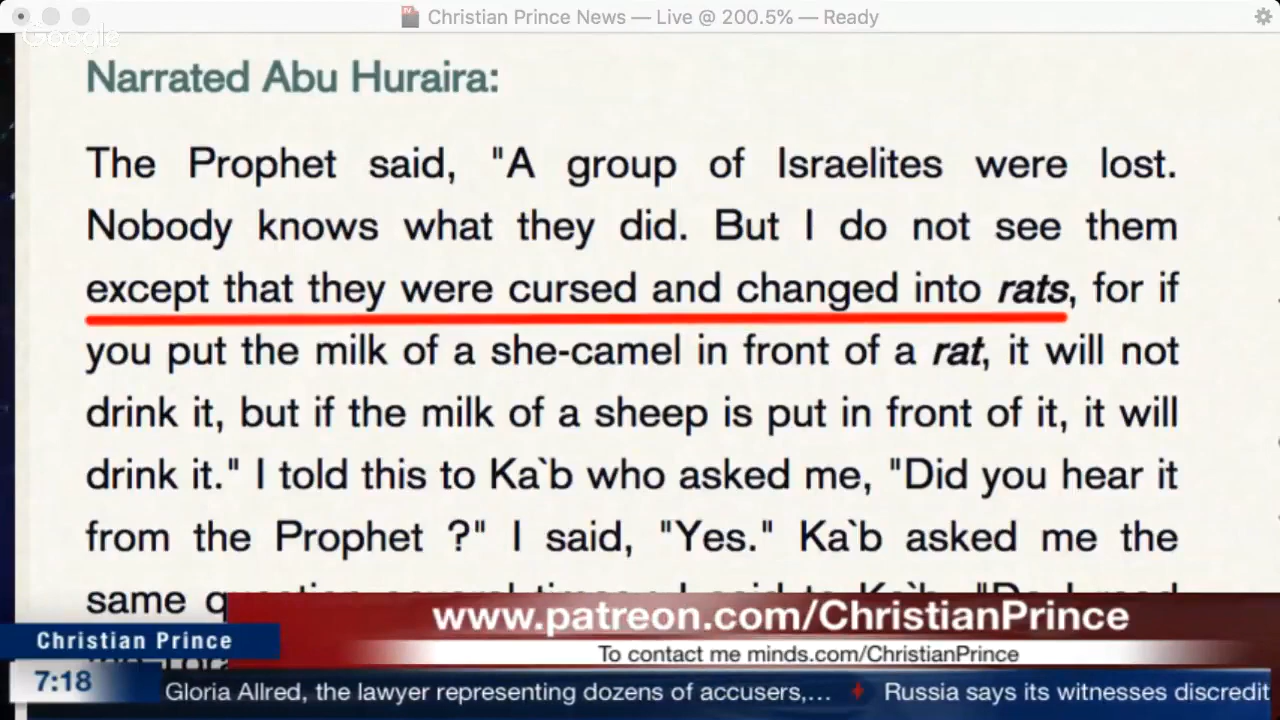 Christian Prince News — Live @ 200.5% — Ready
Google
Narrated Abu Huraira:
The Prophet said, "A group of Israelites were lost.
Nobody knows what they did. But I do not see them
except that they were cursed and changed into rats, for if
you put the milk of a she-camel in front of a rat, it will not
drink it, but if the milk of a sheep is put in front of it, it will
drink it." I told this to Ka`b who asked me, "Did you hear it
from the Prophet ?" I said, "Yes." Ka`b asked me the
same
www.patreon.com/ChristianPrince
Christian Prince
To contact me minds.com/ChristianPrince
7:18
Gloria Allred, the lawyer representing dozens of accusers,... Russia says its witnesses discredit